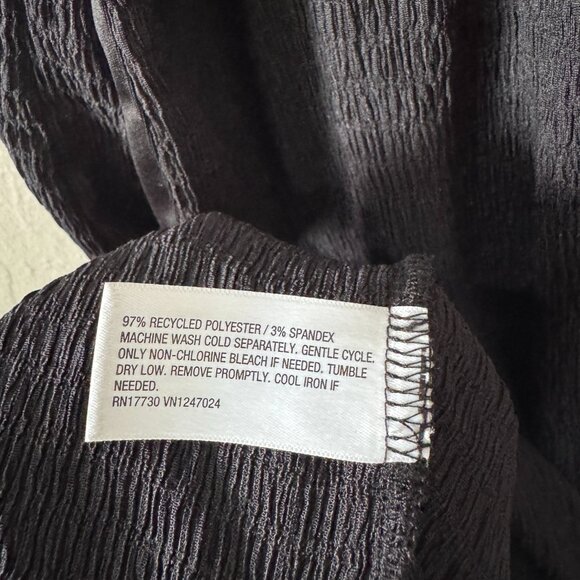 97% RECYCLED POLYESTER / 3% SPANDEX
MACHINE WASH COLD SEPARATELY. GENTLE CYCLE.
ONLY NON-CHLORINE BLEACH IF NEEDED. TUMBLE
DRY LOW. REMOVE PROMPTLY. COOL IRON IF
NEEDED.
RN17730 VN1247024